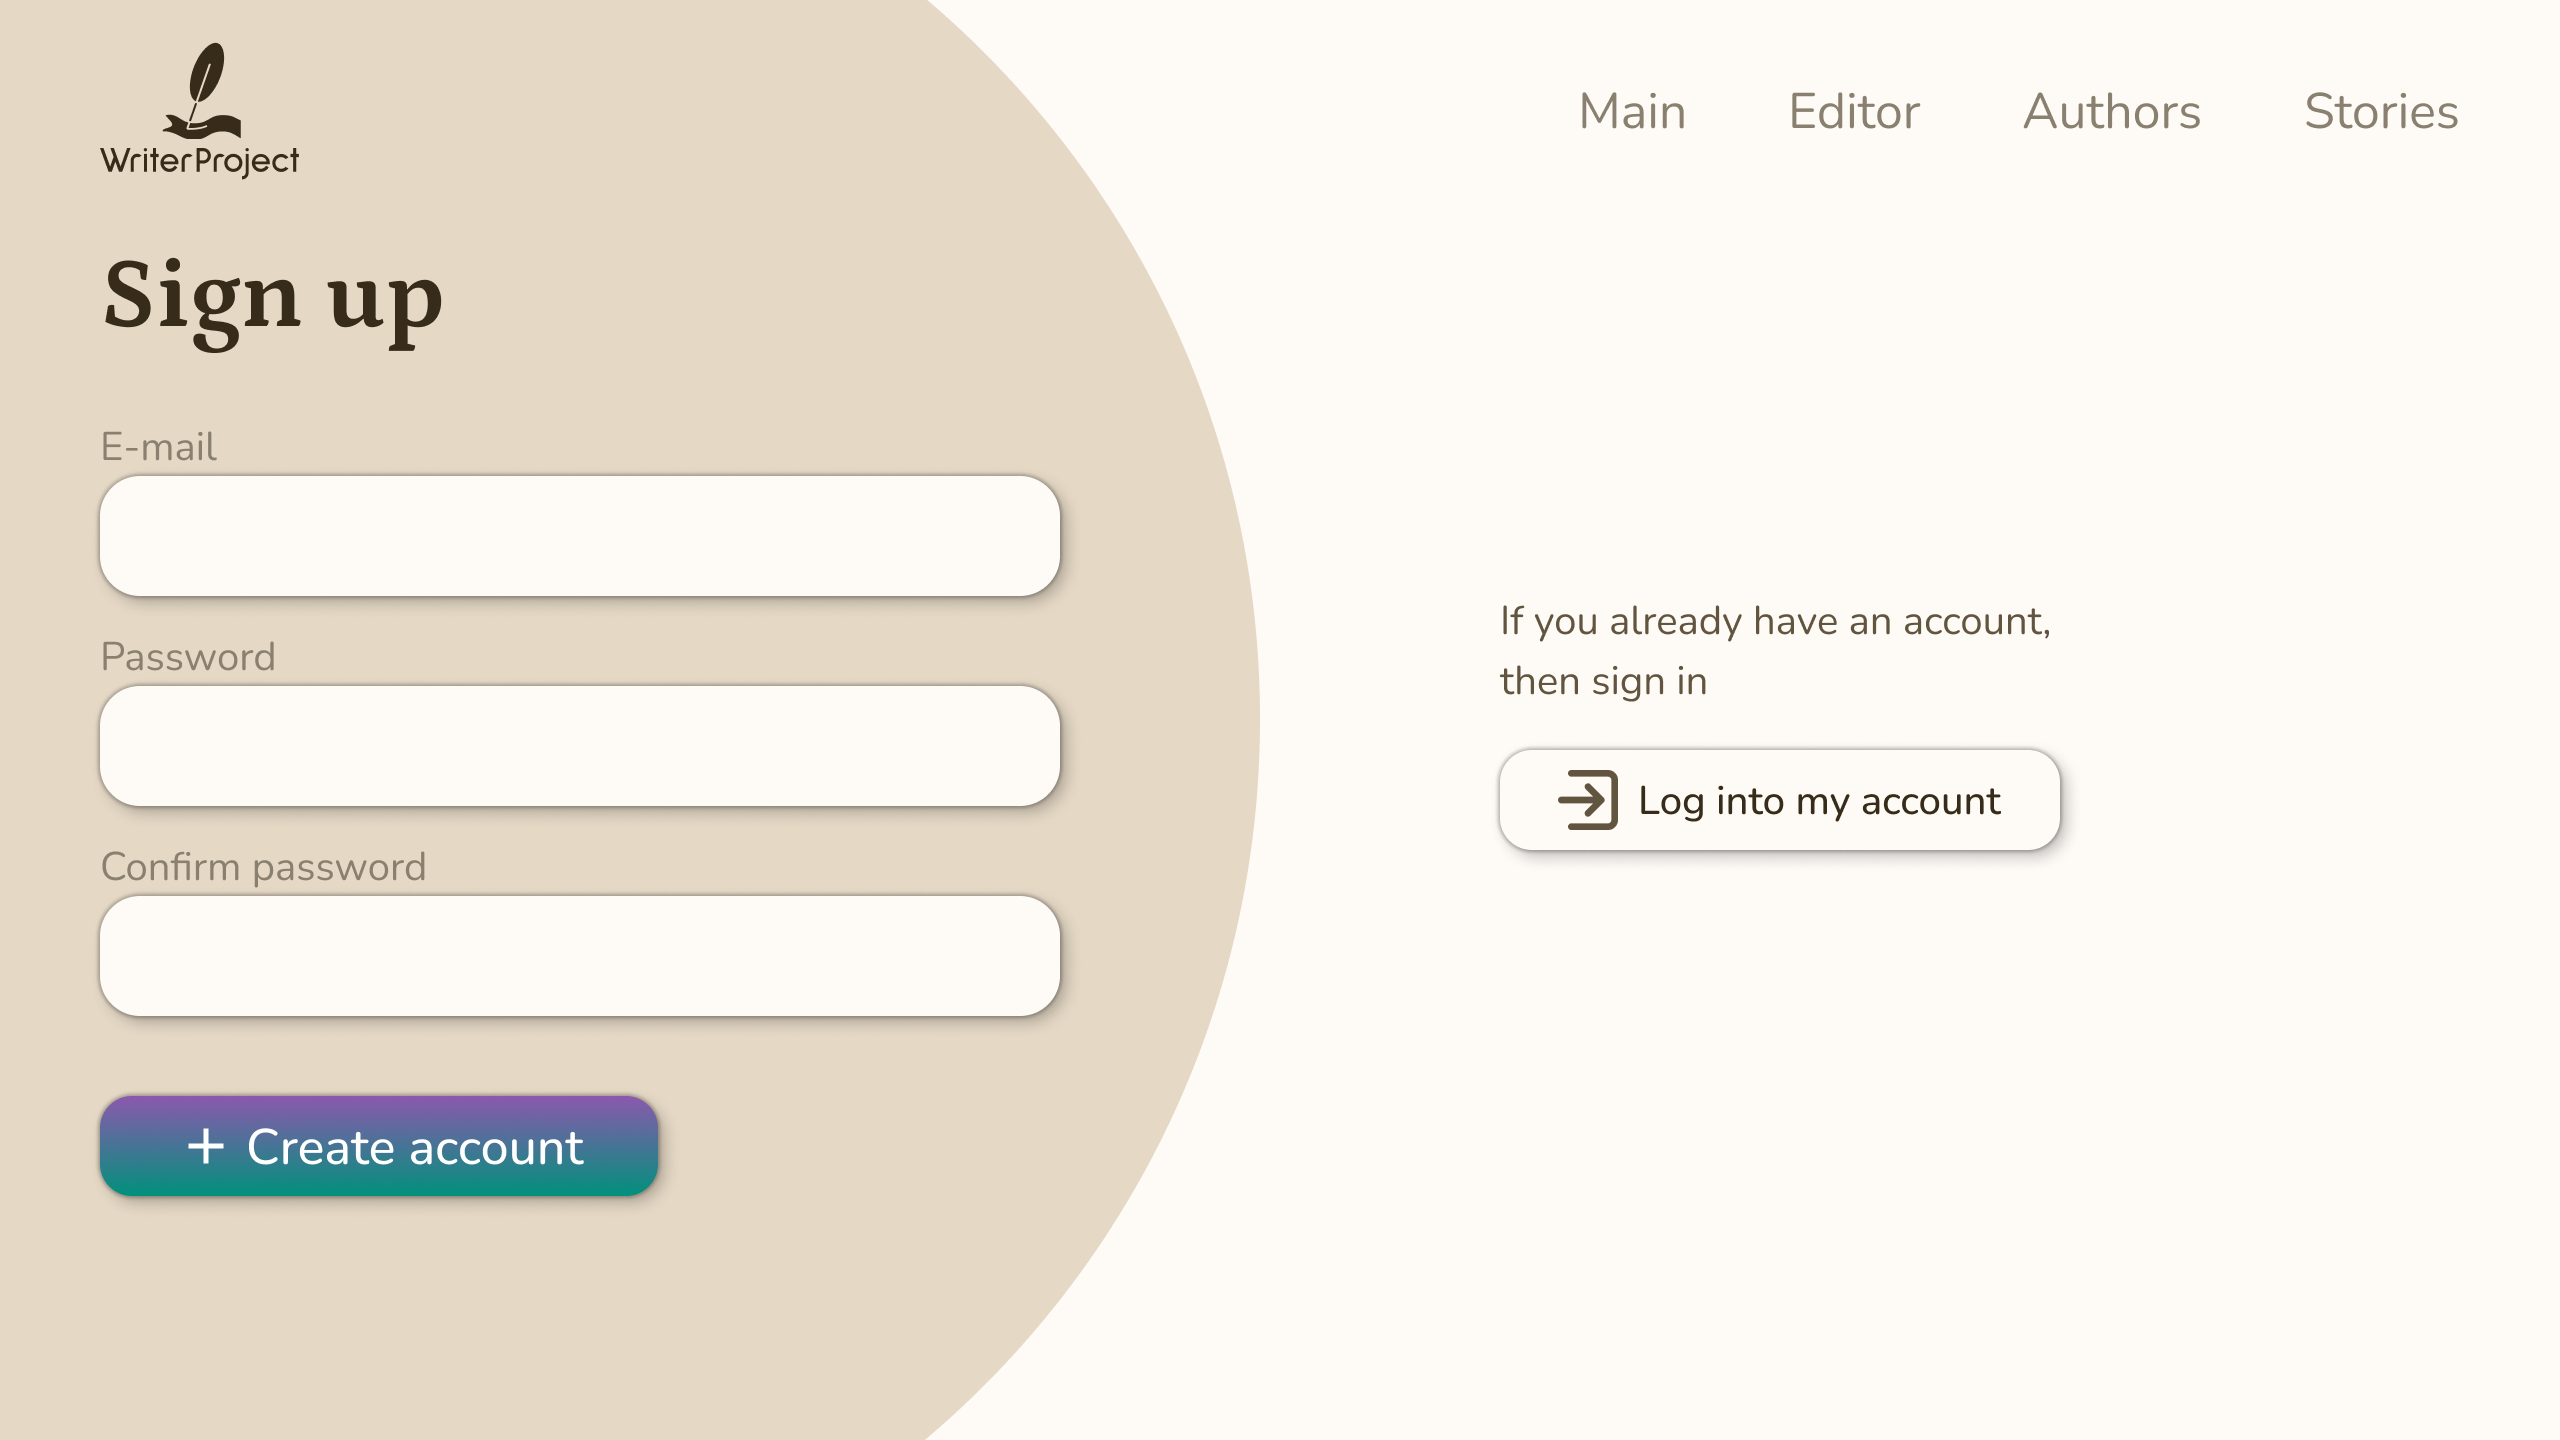 WriterProject
Main
Editor
Authors
Stories
Sign up
E-mail
Password
Confirm password
Create account
If you already have an account,
then sign in
Log into my account